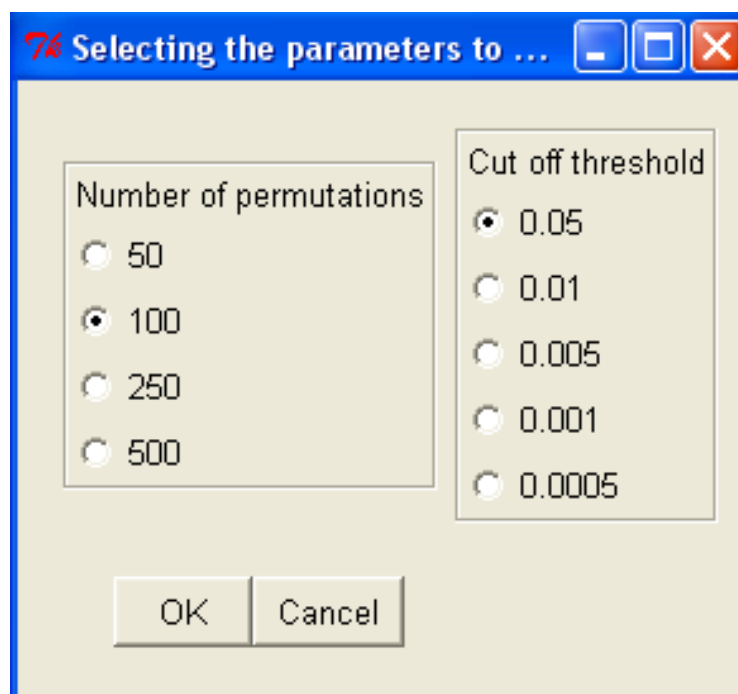 Selecting the parameters to ...
Number of permutations
50
100
250
500
Cut off threshold
0.05
0.01
0.005
0.001
0.0005
OK
Cancel